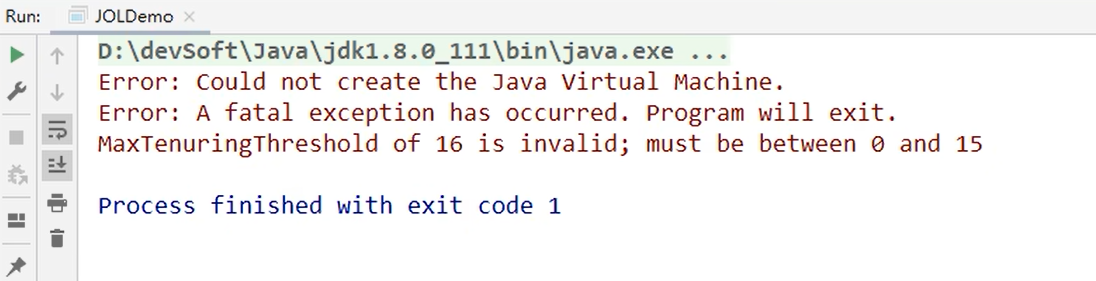 Run: JOLDemo
D:\devSoft\Java\jdk1.8.0_111\bin\java.exe ...
Error: Could not create the Java Virtual Machine.
Error: A fatal exception has occurred. Program will exit.
MaxTenuringThreshold of 16 is invalid; must be between 0 and 15
Process finished with exit code 1